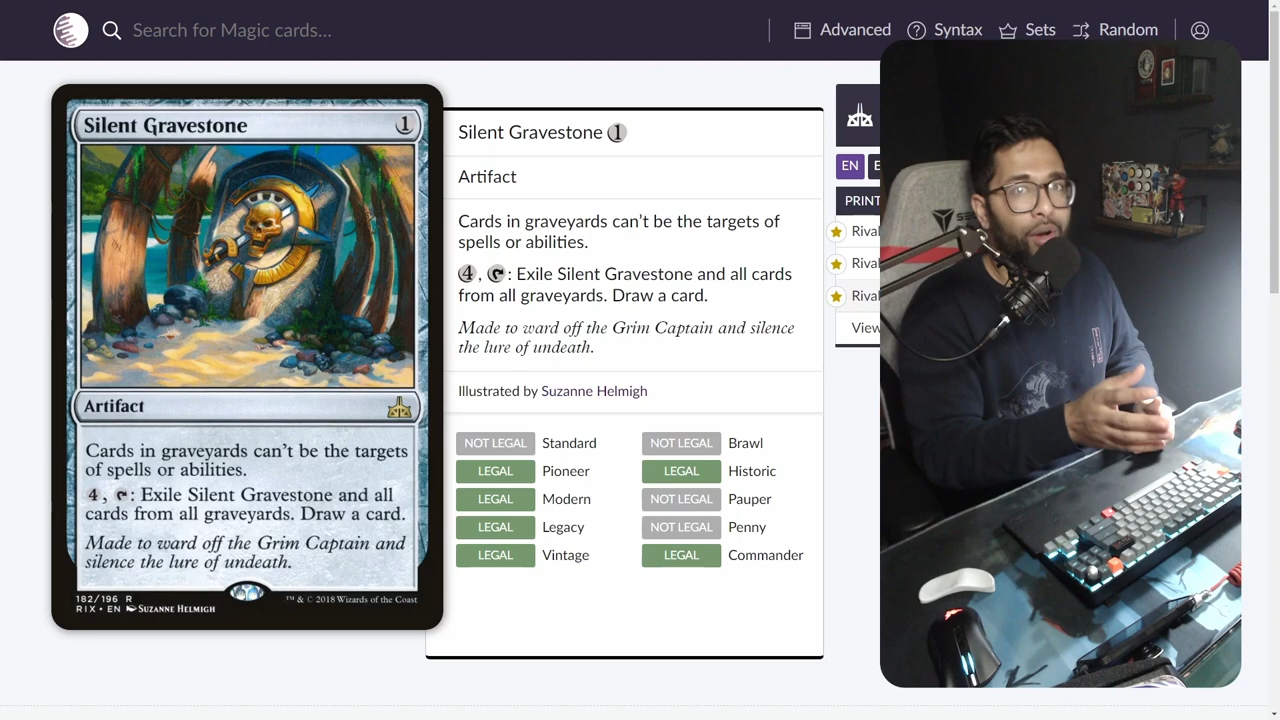 Search for Magic cards...
Advanced
Syntax
Sets
Random
Silent Gravestone 1
Artifact
Cards in graveyards can't be the targets
of spells or abilities.
4, : Exile Silent Gravestone and all
cards from all graveyards. Draw a card.
Made to ward off the Grim Captain and
silence the lure of undeath.
182/196 R
RIX • EN Suzanne Helmigh
™ & © 2018 Wizards of the Coast
Silent Gravestone 1
Artifact
Cards in graveyards can't be the targets of
spells or abilities.
4, : Exile Silent Gravestone and all cards
from all graveyards. Draw a card.
Made to ward off the Grim Captain and silence
the lure of undeath.
Illustrated by Suzanne Helmigh
NOT LEGAL Standard NOT LEGAL Brawl
LEGAL Pioneer LEGAL Historic
LEGAL Modern NOT LEGAL Pauper
LEGAL Legacy NOT LEGAL Penny
LEGAL Vintage LEGAL Commander
EN
PRINT
Rival
Rival
Rival
View